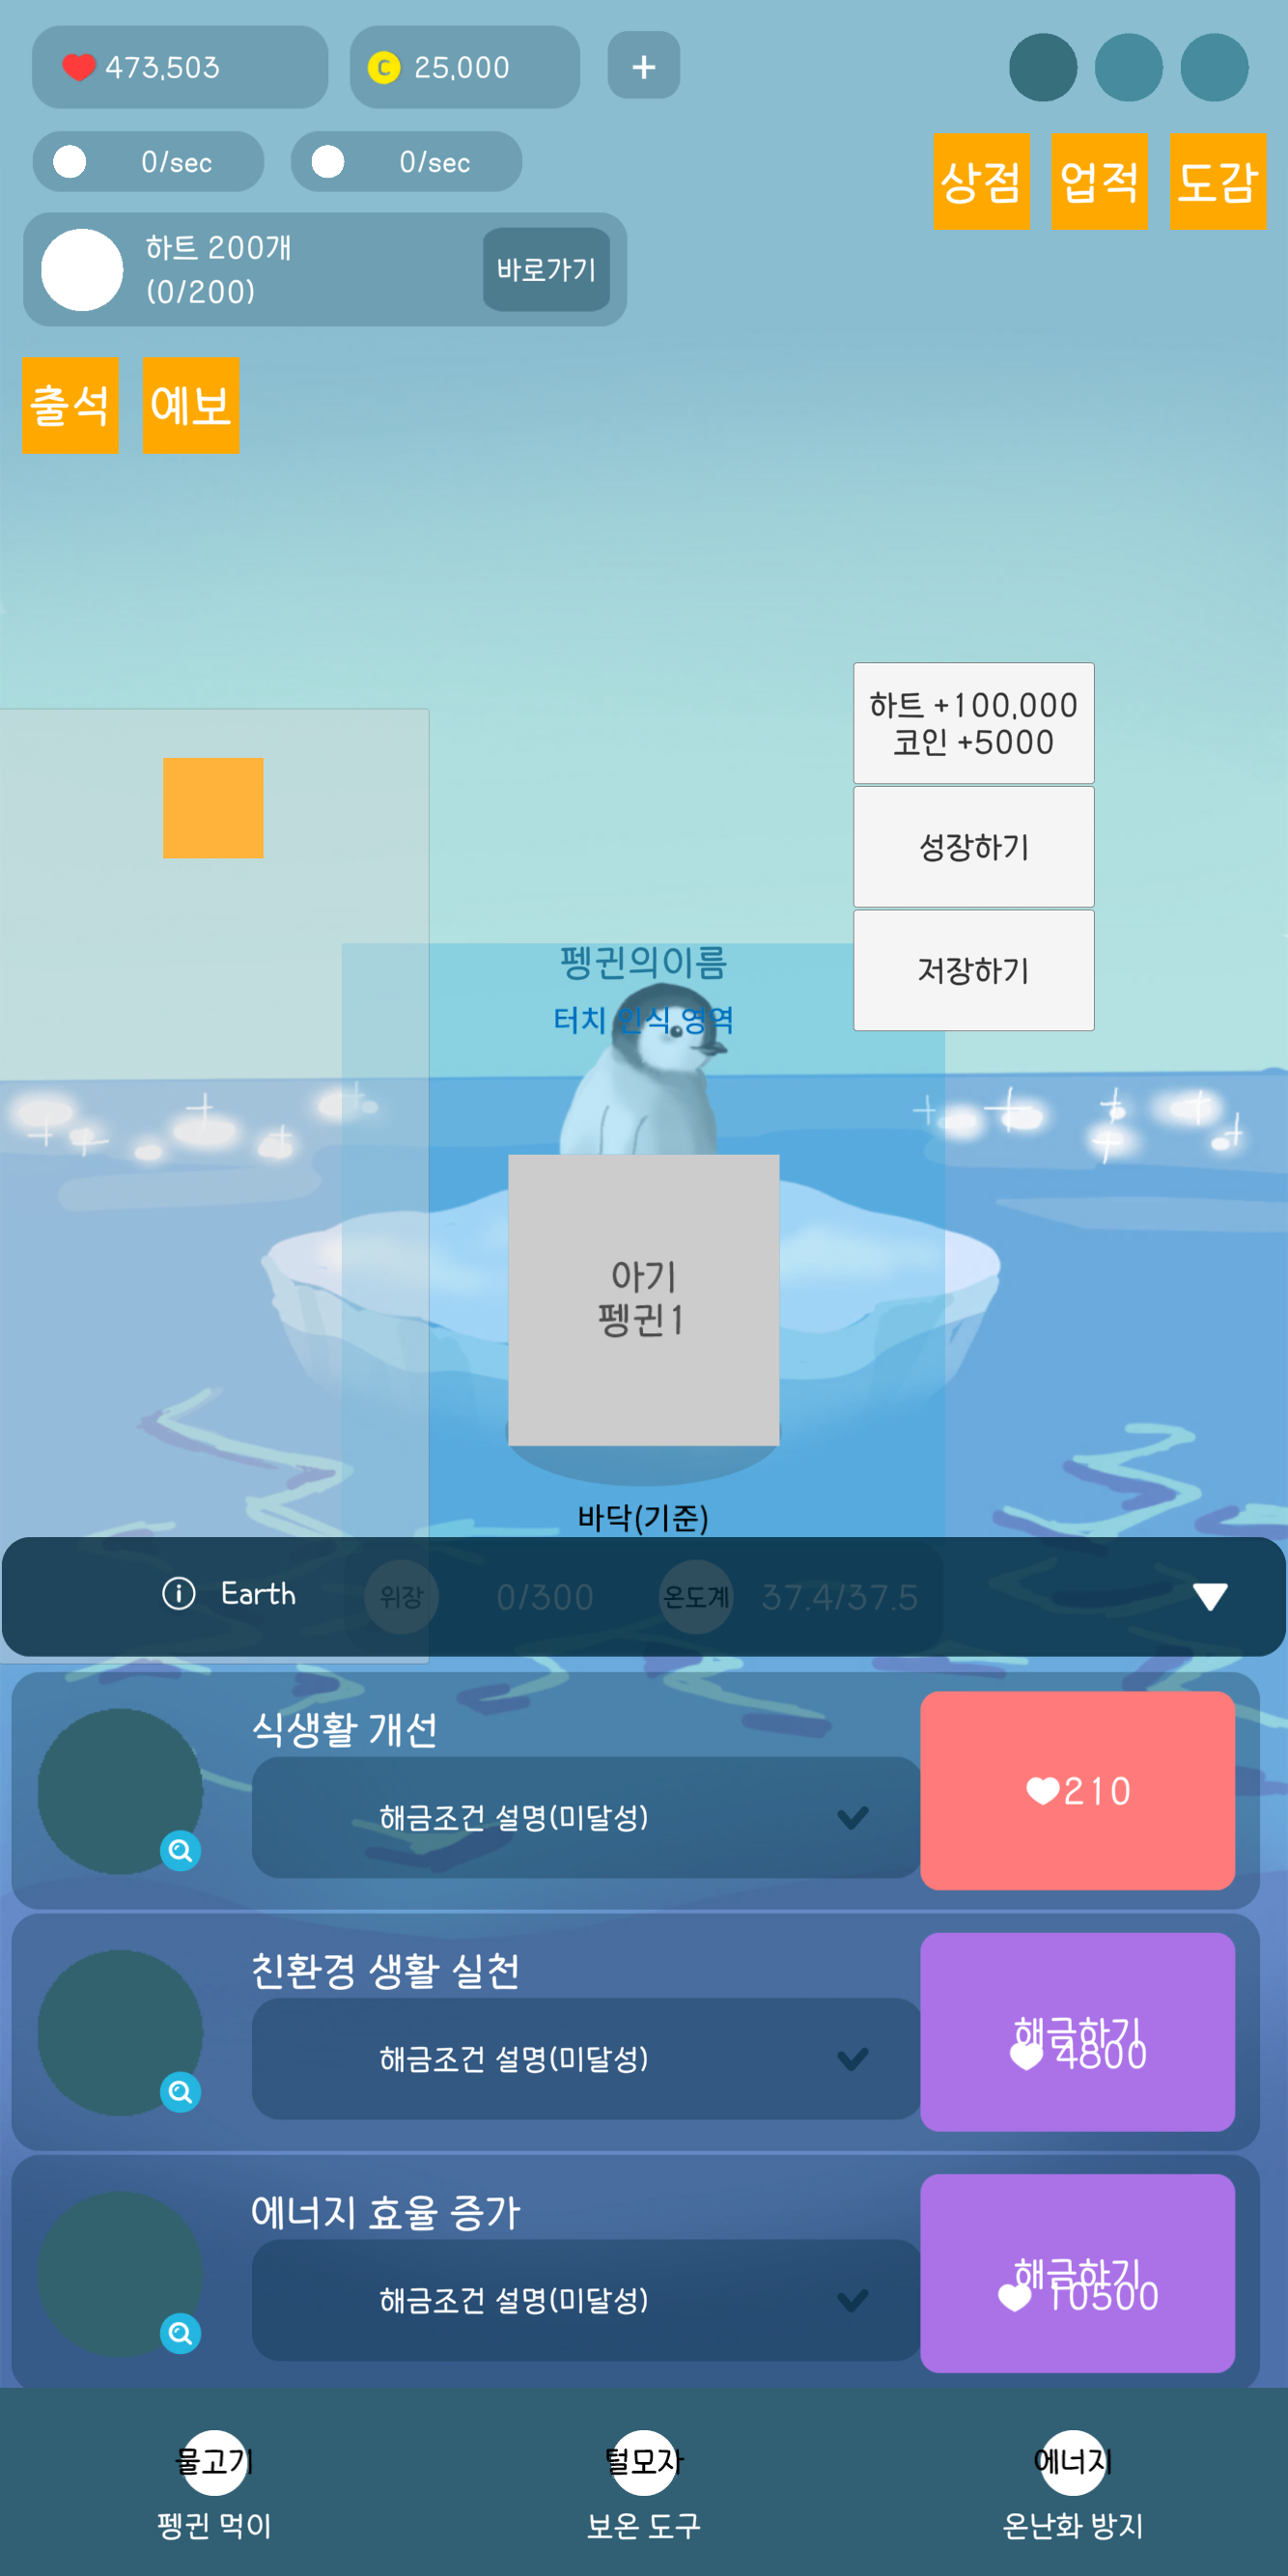 473,503
C 25,000
+
0/sec
0/sec
하트 200개
(0/200)
바로가기
상점
업적
도감
출석
예보
하트 +100,000
코인 +5000
성장하기
저장하기
펭귄의이름
터치 인식 영역
아기
펭귄1
바닥(기준)
Earth
위장
0/300
온도계
37.4/37.5
식생활 개선
해금조건 설명(미달성)
210
친환경 생활 실천
해금조건 설명(미달성)
해금하기
4800
에너지 효율 증가
해금조건 설명(미달성)
해금하기
10500
물고기
펭귄 먹이
털모자
보온 도구
에너지
온난화 방지